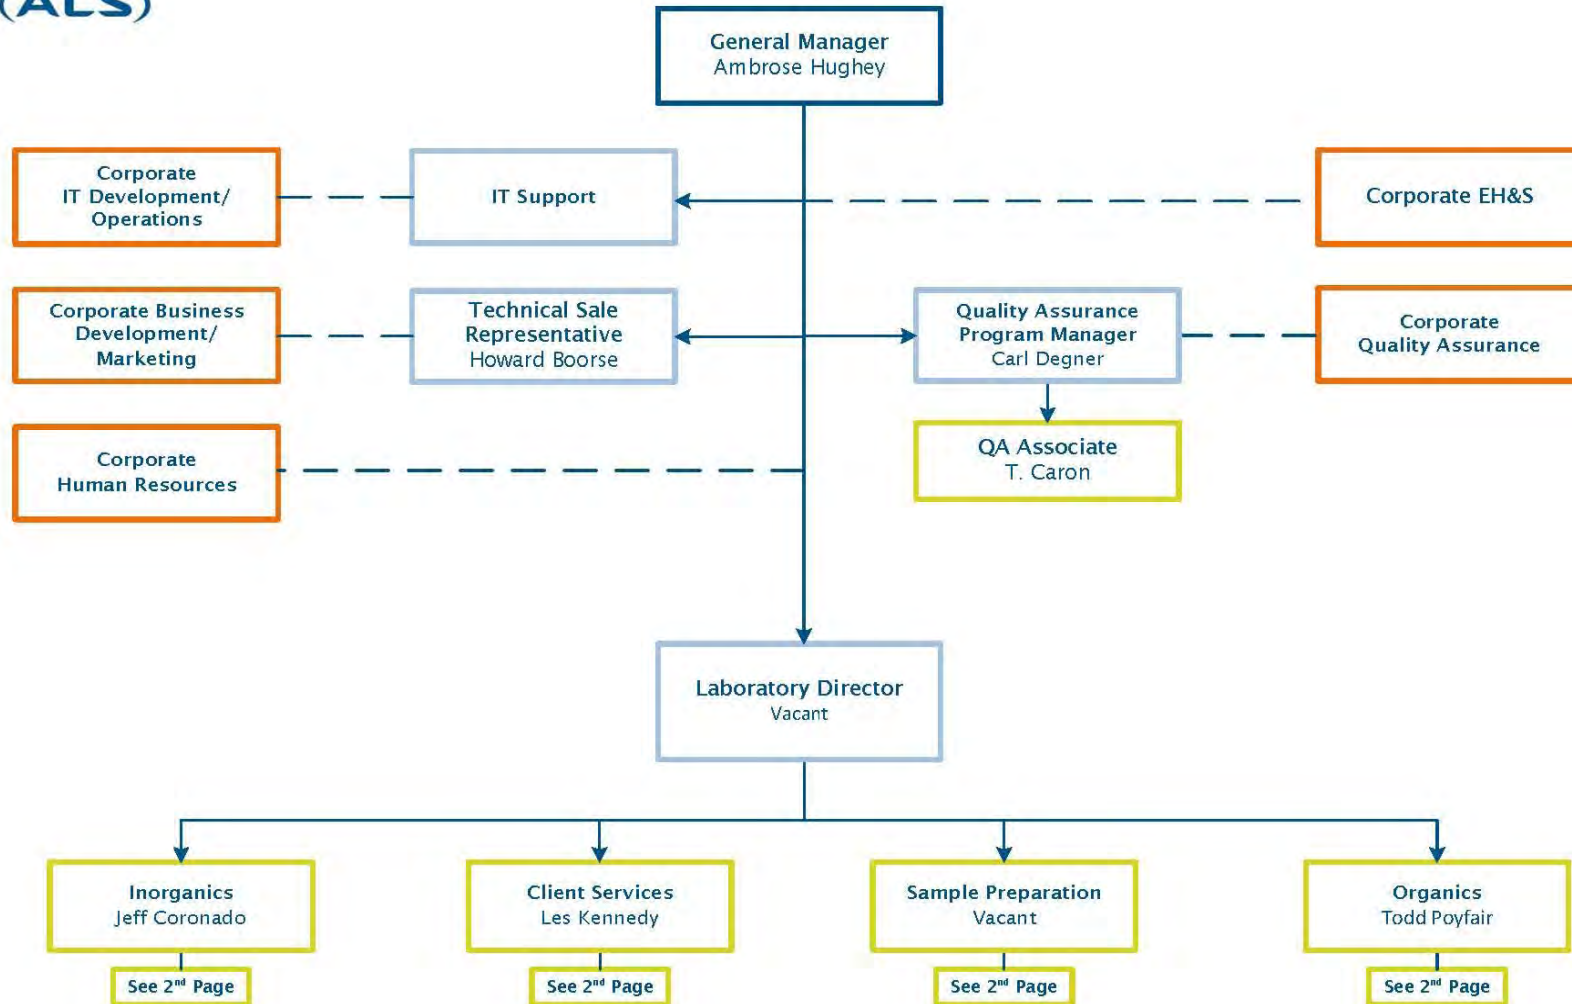 (ALS)
General Manager
Ambrose Hughey
Corporate
IT Development/
Operations
IT Support
Corporate EH&S
Corporate Business
Development/
Marketing
Technical Sale
Representative
Howard Boorse
Quality Assurance
Program Manager
Carl Degner
Corporate
Quality Assurance
Corporate
Human Resources
QA Associate
T. Caron
Laboratory Director
Vacant
Inorganics
Jeff Coronado
Client Services
Les Kennedy
Sample Preparation
Vacant
Organics
Todd Poyfair
See 2nd Page
See 2nd Page
See 2nd Page
See 2nd Page